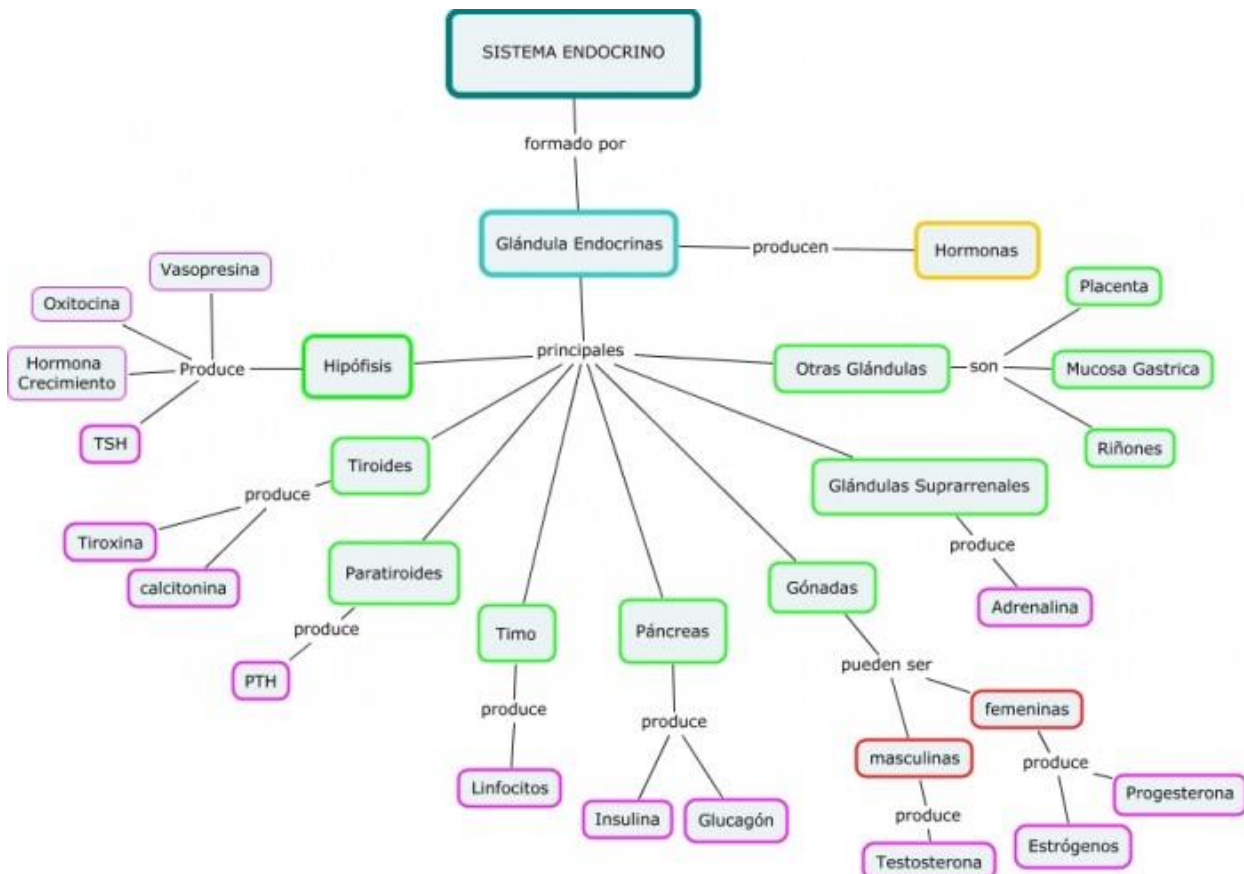 SISTEMA ENDOCRINO
formado por
Glándula Endocrinas
producen
Hormonas
principales
Hipófisis
Produce
Vasopresina
Oxitocina
Hormona
Crecimiento
TSH
Tiroides
produce
Tiroxina
calcitonina
Paratiroides
produce
PTH
Timo
produce
Linfocitos
Páncreas
produce
Insulina
Glucagón
Gónadas
pueden ser
masculinas
produce
Testosterona
femeninas
produce
Progesterona
Estrógenos
Glándulas Suprarrenales
produce
Adrenalina
Otras Glándulas
son
Placenta
Mucosa Gastrica
Riñones